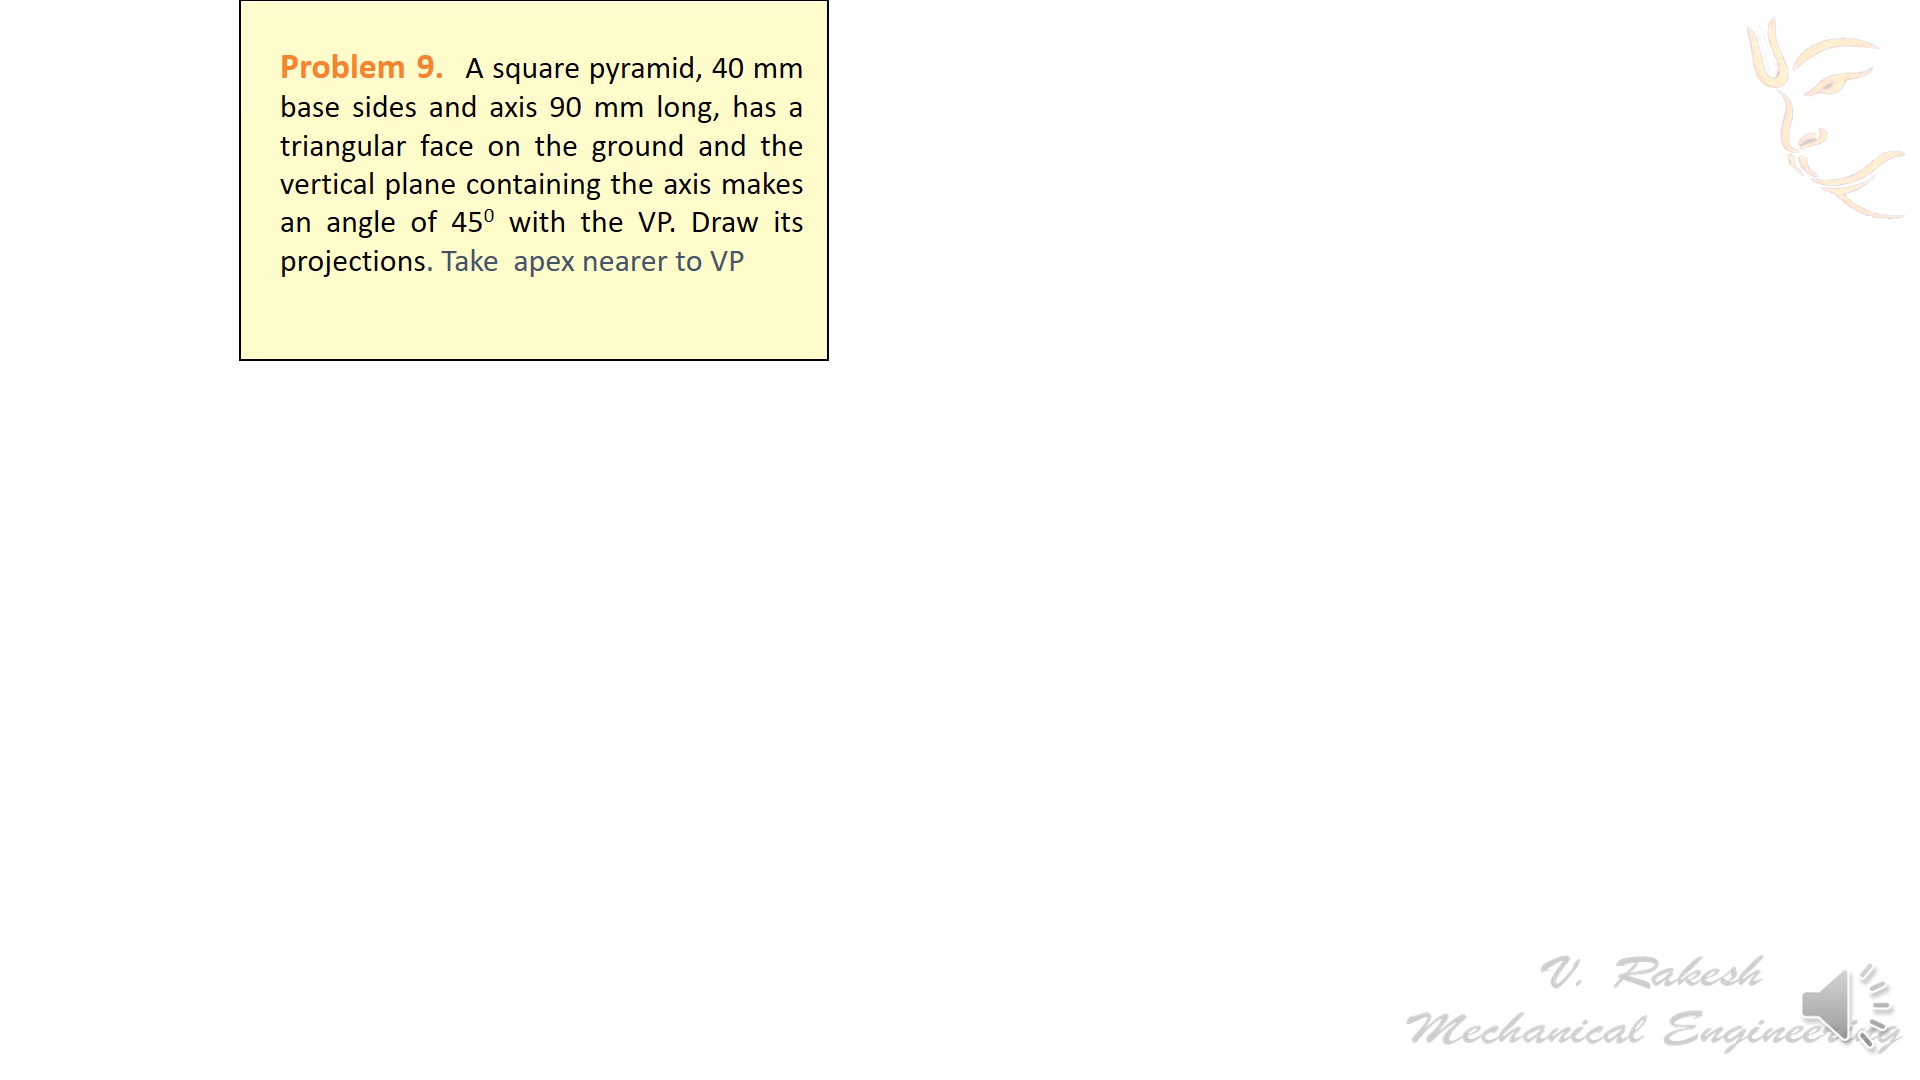 Problem 9. A square pyramid, 40 mm
base sides and axis 90 mm long, has a
triangular face on the ground and the
vertical plane containing the axis makes
an angle of 45⁰ with the VP. Draw its
projections. Take apex nearer to VP
V. Rakesh
Mechanical Engineering